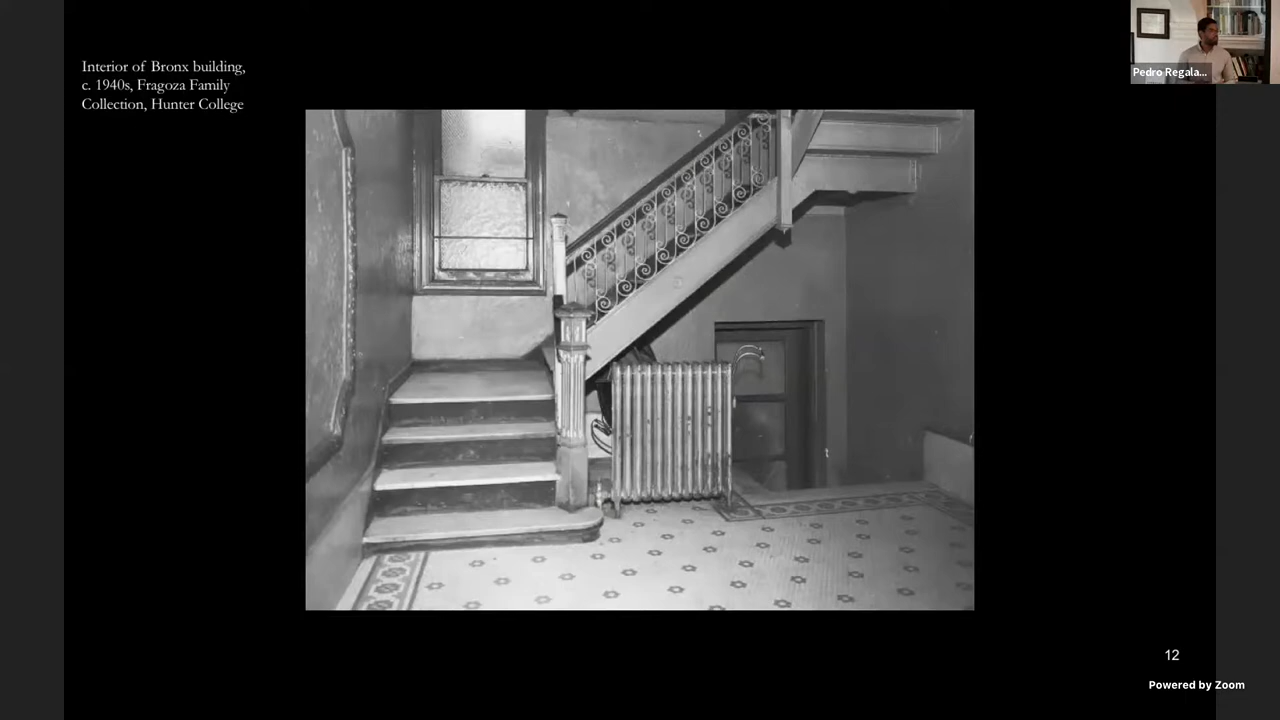 Interior of Bronx building,
c. 1940s, Fragoza Family
Collection, Hunter College
Pedro Regala...
12
Powered by Zoom